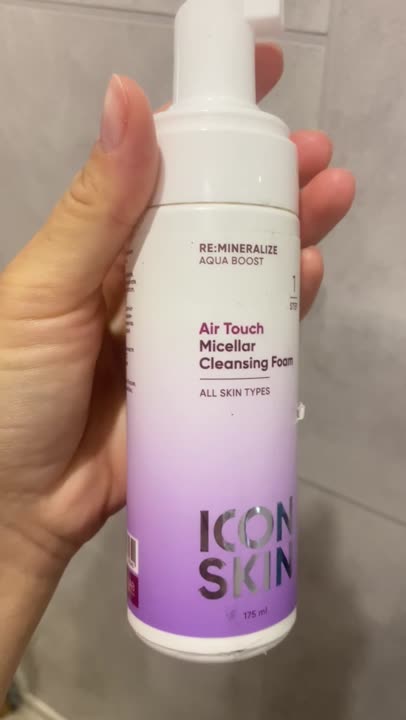 RE:MINERALIZE
AQUA BOOST
1
STEP
Air Touch
Micellar
Cleansing Foam
ALL SKIN TYPES
ICON
SKIN
175 ml